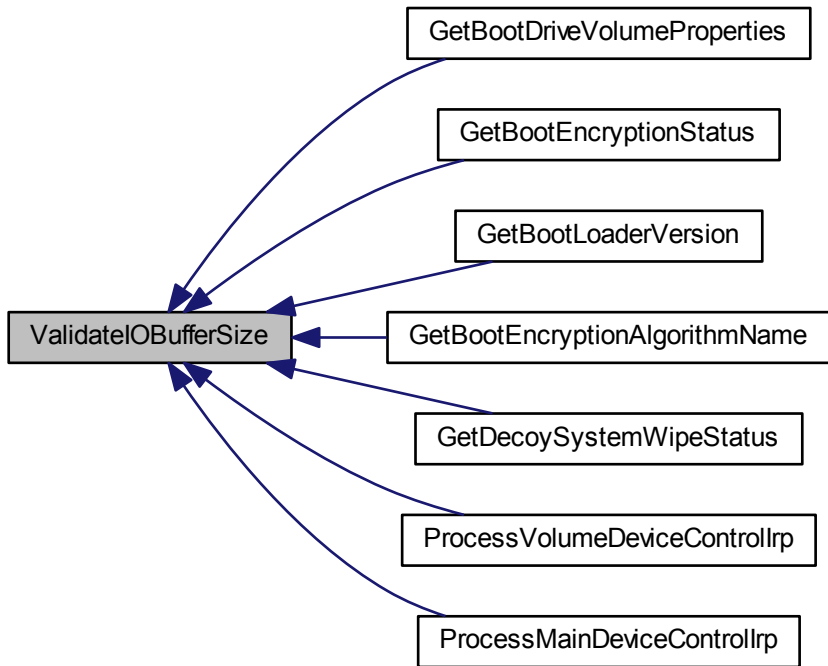 GetBootDriveVolumeProperties
GetBootEncryptionStatus
GetBootLoaderVersion
ValidateIOBufferSize
GetBootEncryptionAlgorithmName
GetDecoySystemWipeStatus
ProcessVolumeDeviceControlIrp
ProcessMainDeviceControlIrp